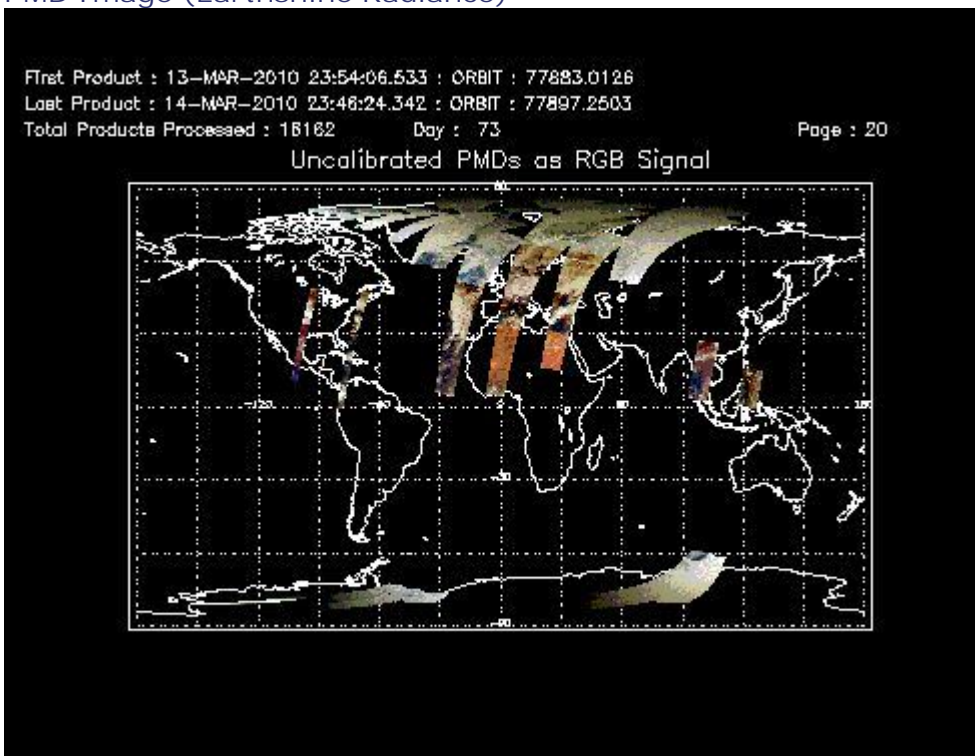 PMD Image (Earthshine Radiance)
First Product : 13-MAR-2010 23:54:06.533 : ORBIT : 77883.0126
Last Product : 14-MAR-2010 23:46:24.342 : ORBIT : 77897.2503
Total Products Processed : 16162 Day : 73 Page : 20
Uncalibrated PMDs as RGB Signal